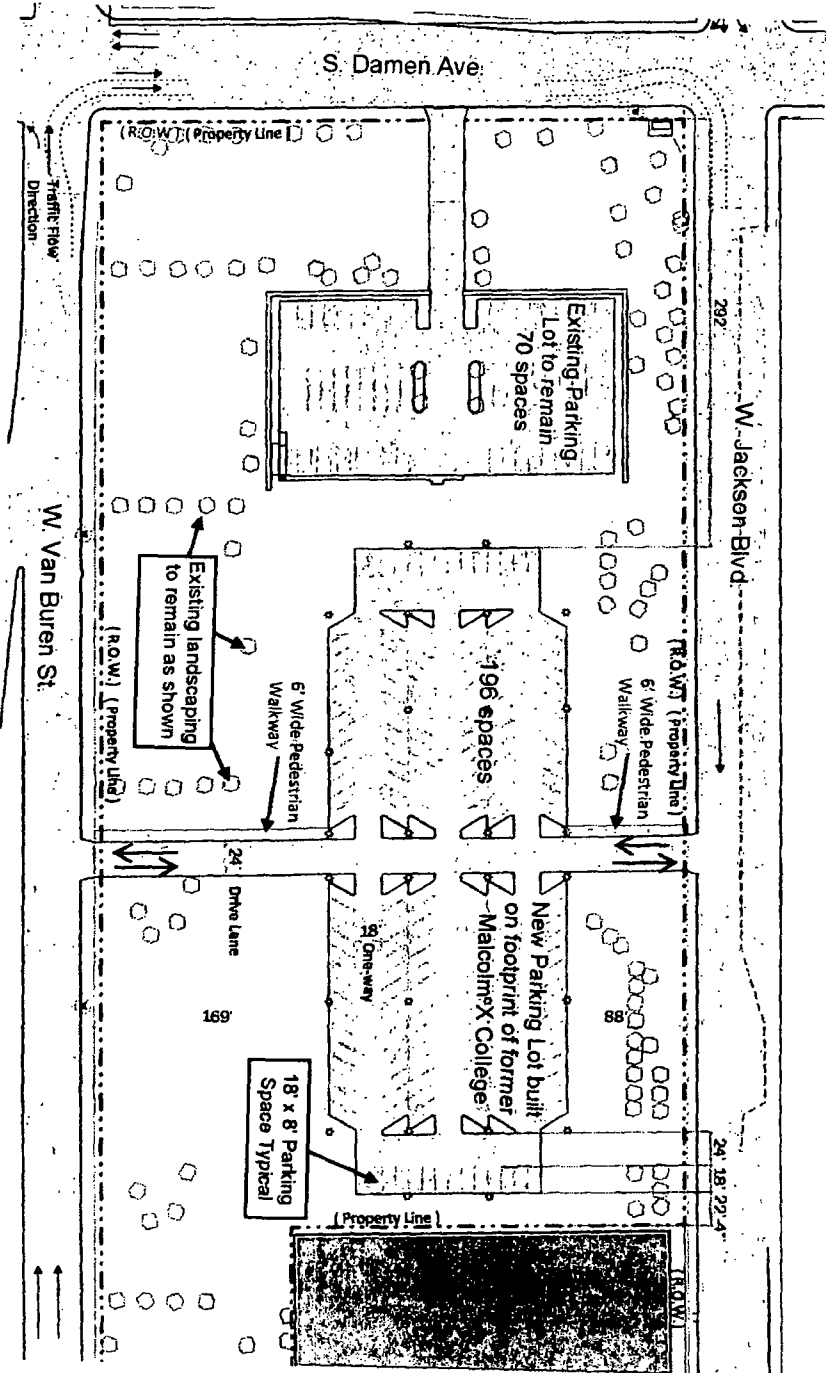 S. Damen Ave.
(R.O.W.) (Property Line)
Traffic Flow
Direction
292'
W. Jackson Blvd.
Existing Parking
Lot to remain
70 spaces
W. Van Buren St.
Existing landscaping
to remain as shown
196 spaces
(R.O.W.) (Property Line)
6' Wide Pedestrian
Walkway
6' Wide Pedestrian
Walkway
(R.O.W.) (Property Line)
24' Drive Lane
New Parking Lot built
on footprint of former
Malcolm X College
18'
One-way
169'
88'
18' x 8' Parking
Space Typical
24'
18'
22'-4"
(Property Line)
(R.O.W.)